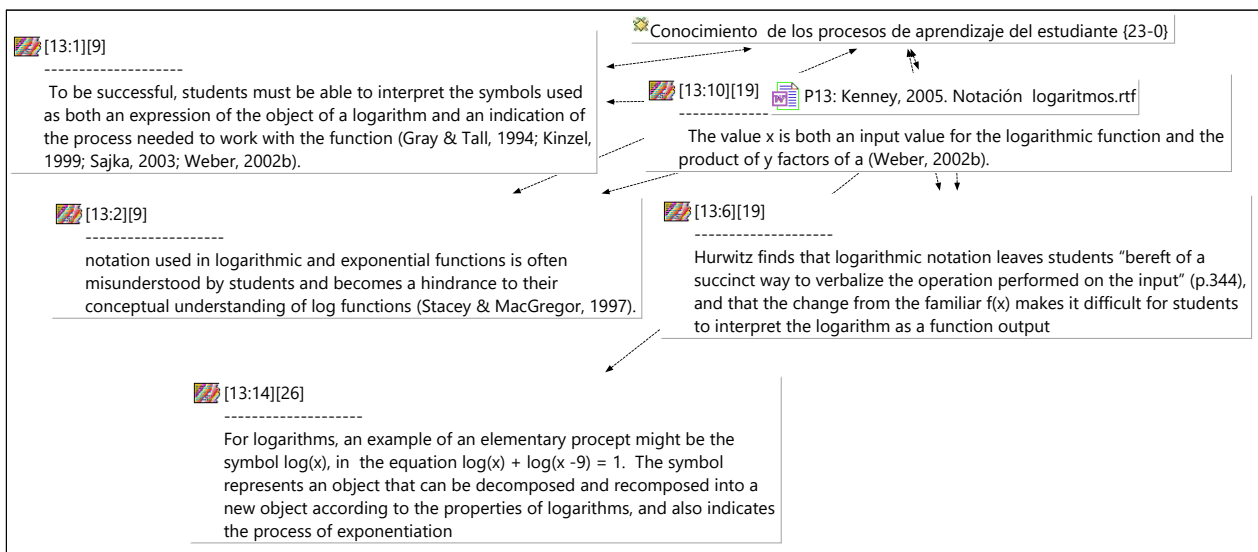 Conocimiento de los procesos de aprendizaje del estudiante {23-0}
[13:1][9]
--------------------
To be successful, students must be able to interpret the symbols used
as both an expression of the object of a logarithm and an indication of
the process needed to work with the function (Gray & Tall, 1994; Kinzel,
1999; Sajka, 2003; Weber, 2002b).
[13:10][19]
P13: Kenney, 2005. Notación logaritmos.rtf
--------------------
The value x is both an input value for the logarithmic function and the
product of y factors of a (Weber, 2002b).
[13:2][9]
--------------------
notation used in logarithmic and exponential functions is often
misunderstood by students and becomes a hindrance to their
conceptual understanding of log functions (Stacey & MacGregor, 1997).
[13:6][19]
--------------------
Hurwitz finds that logarithmic notation leaves students “bereft of a
succinct way to verbalize the operation performed on the input” (p.344),
and that the change from the familiar f(x) makes it difficult for students
to interpret the logarithm as a function output
[13:14][26]
--------------------
For logarithms, an example of an elementary procept might be the
symbol log(x), in the equation log(x) + log(x -9) = 1. The symbol
represents an object that can be decomposed and recomposed into a
new object according to the properties of logarithms, and also indicates
the process of exponentiation